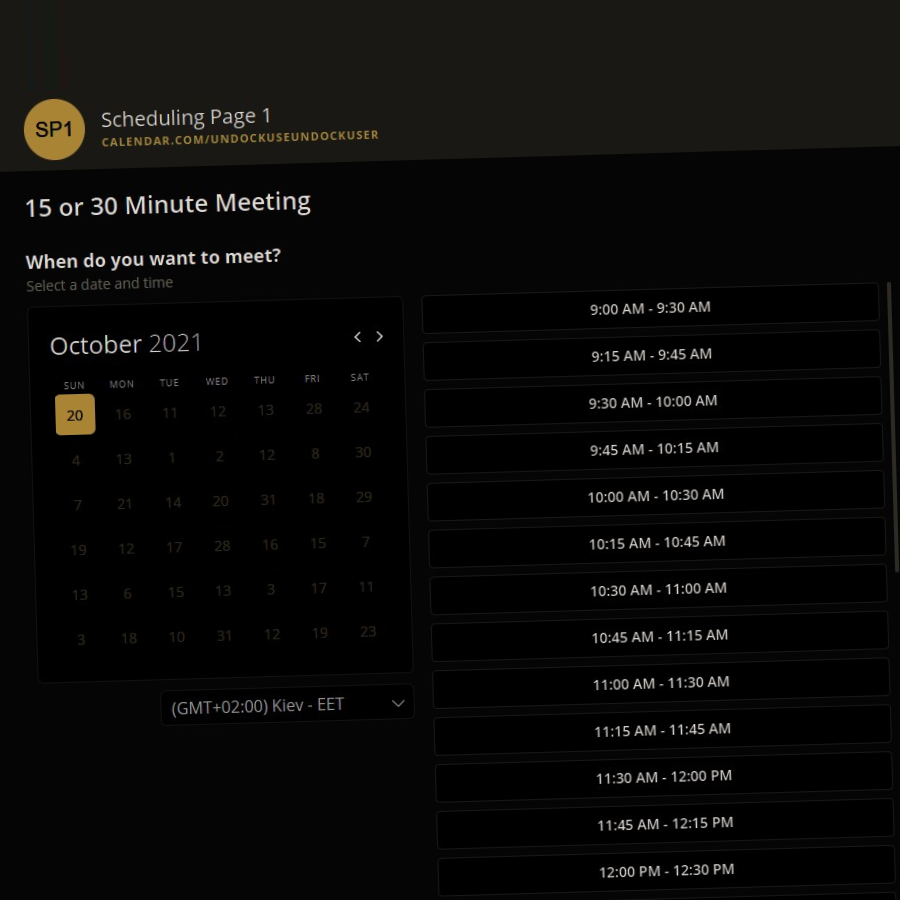 SP1
Scheduling Page 1
CALENDAR.COM/UNDOCKUSEUNDOCKUSER
15 or 30 Minute Meeting
When do you want to meet?
Select a date and time
October 2021
SUN MON TUE WED THU FRI SAT
20 16 11 12 13 28 24
4 13 1 2 12 8 30
7 21 14 20 31 18 29
19 12 17 28 16 15 7
13 6 15 13 3 17 11
3 18 10 31 12 19 23
(GMT+02:00) Kiev - EET
9:00 AM - 9:30 AM
9:15 AM - 9:45 AM
9:30 AM - 10:00 AM
9:45 AM - 10:15 AM
10:00 AM - 10:30 AM
10:15 AM - 10:45 AM
10:30 AM - 11:00 AM
10:45 AM - 11:15 AM
11:00 AM - 11:30 AM
11:15 AM - 11:45 AM
11:30 AM - 12:00 PM
11:45 AM - 12:15 PM
12:00 PM - 12:30 PM